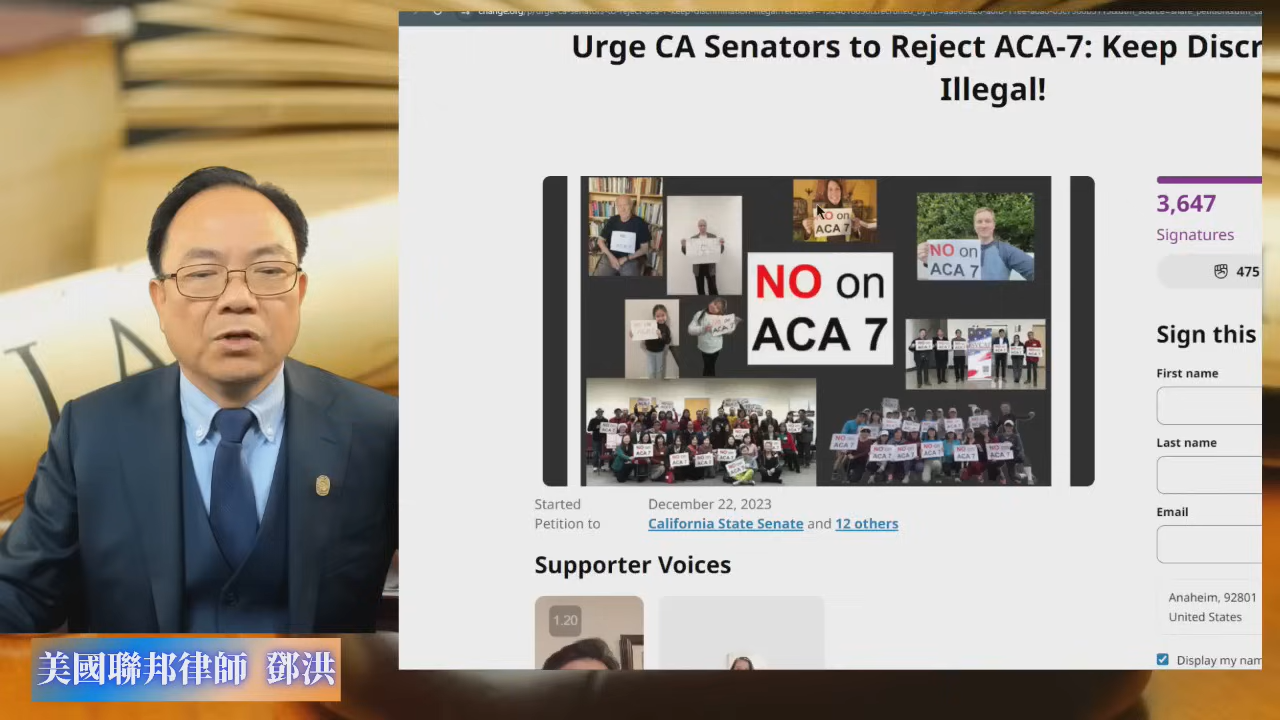 Urge CA Senators to Reject ACA-7: Keep Discr
Illegal!
NO on
ACA 7
NO on
ACA 7
NO on
ACA 7
3,647
Signatures
475
Sign this
First name
Last name
Email
Started
December 22, 2023
Petition to
California State Senate and 12 others
Supporter Voices
1.20
Anaheim, 92801
United States
Display my nam
美國聯邦律師 鄧洪